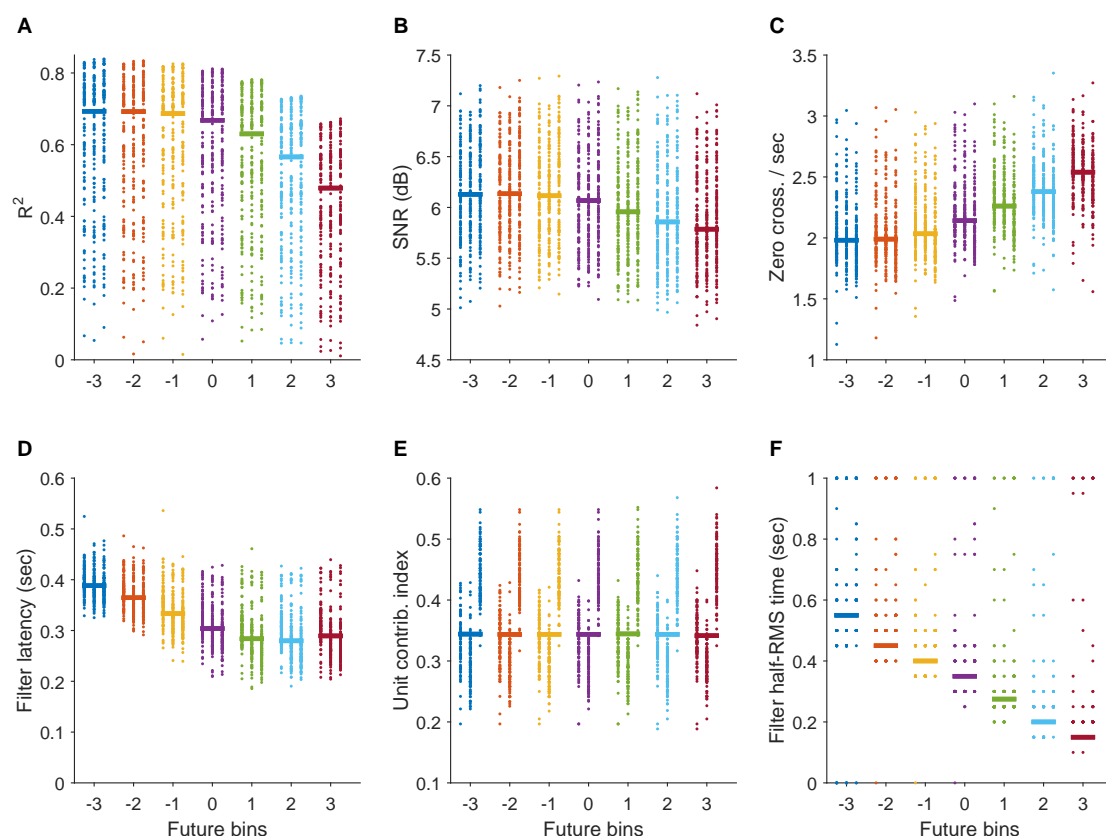 A
R²
0.8
0.6
0.4
0.2
0
-3 -2 -1 0 1 2 3
B
SNR (dB)
7.5
7
6.5
6
5.5
5
4.5
-3 -2 -1 0 1 2 3
C
Zero cross. / sec
3.5
3
2.5
2
1.5
1
-3 -2 -1 0 1 2 3
D
Filter latency (sec)
0.6
0.5
0.4
0.3
0.2
0.1
0
-3 -2 -1 0 1 2 3
Future bins
E
Unit contrib. index
0.6
0.5
0.4
0.3
0.2
0.1
-3 -2 -1 0 1 2 3
Future bins
F
Filter half-RMS time (sec)
1
0.8
0.6
0.4
0.2
0
-3 -2 -1 0 1 2 3
Future bins